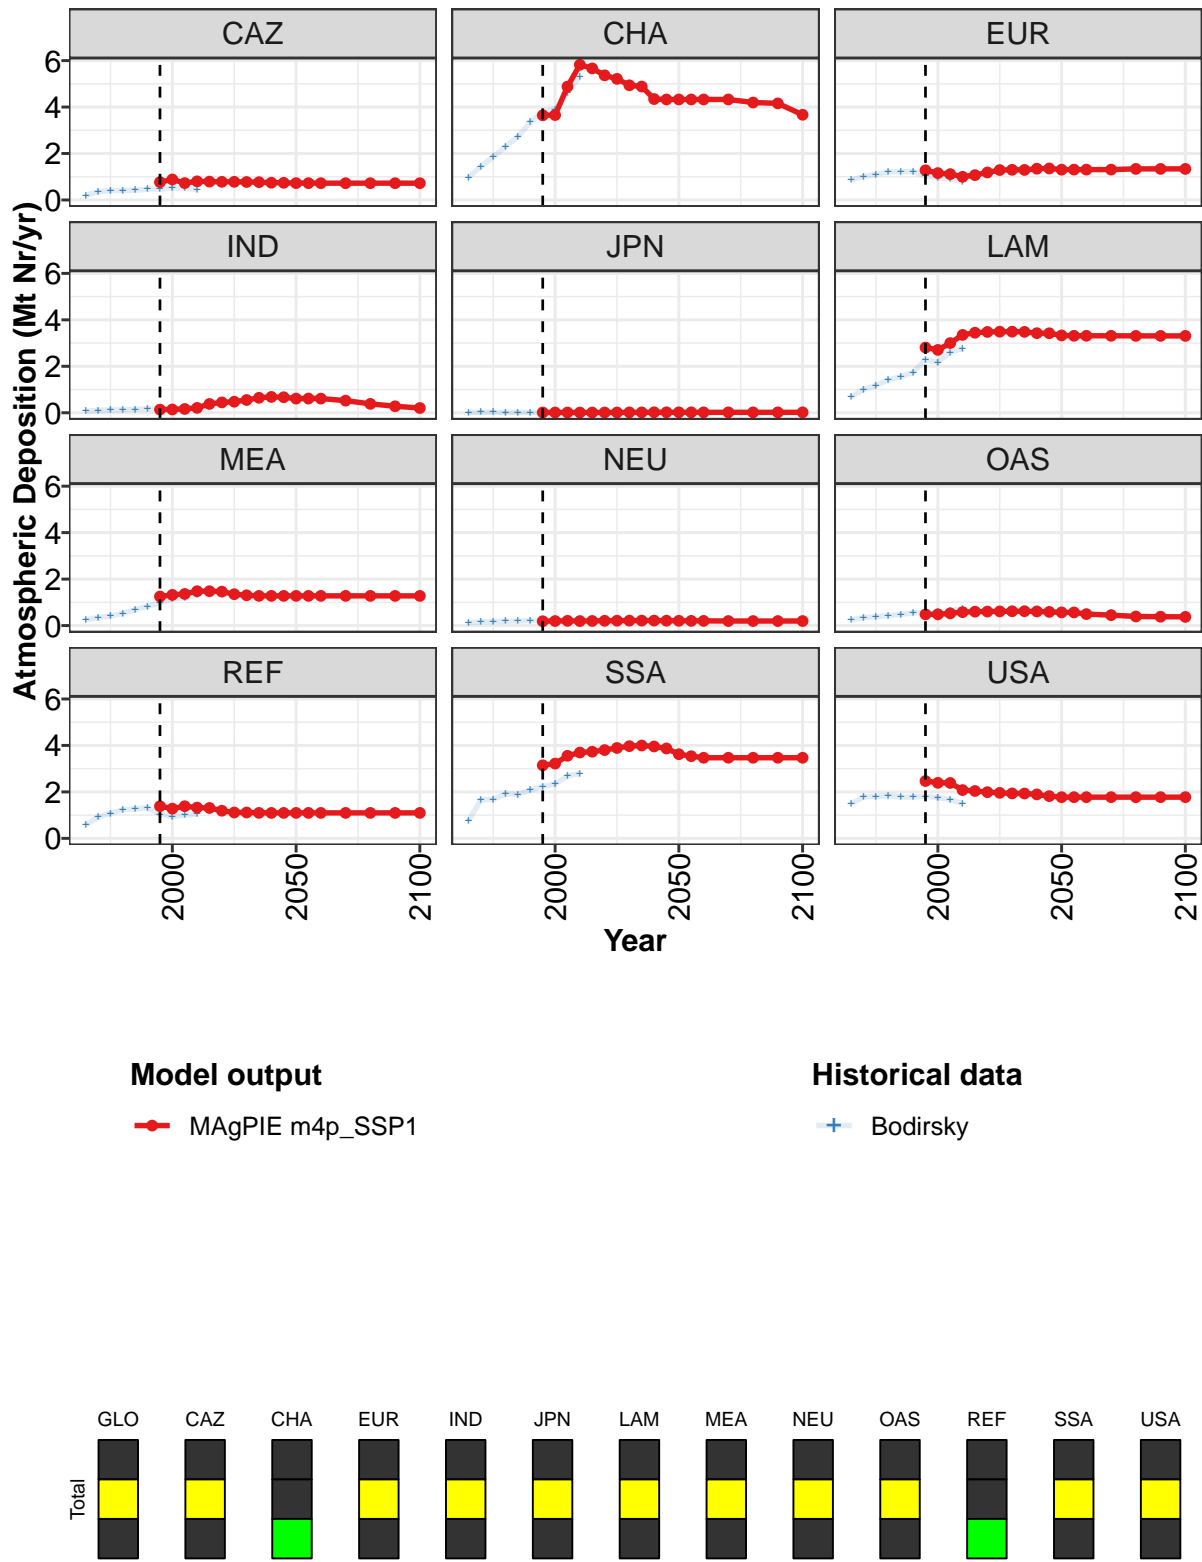 CAZ CHA EUR
6
4
2
0
IND JPN LAM
6
4
2
0
MEA NEU OAS
6
4
2
0
REF SSA USA
6
4
2
0
Atmospheric Deposition (Mt Nr/yr)
2000 2050 2100 2000 2050 2100 2000 2050 2100
Year
Model output
MAgPIE m4p_SSP1
Historical data
Bodirsky
GLO CAZ CHA EUR IND JPN LAM MEA NEU OAS REF SSA USA
Total